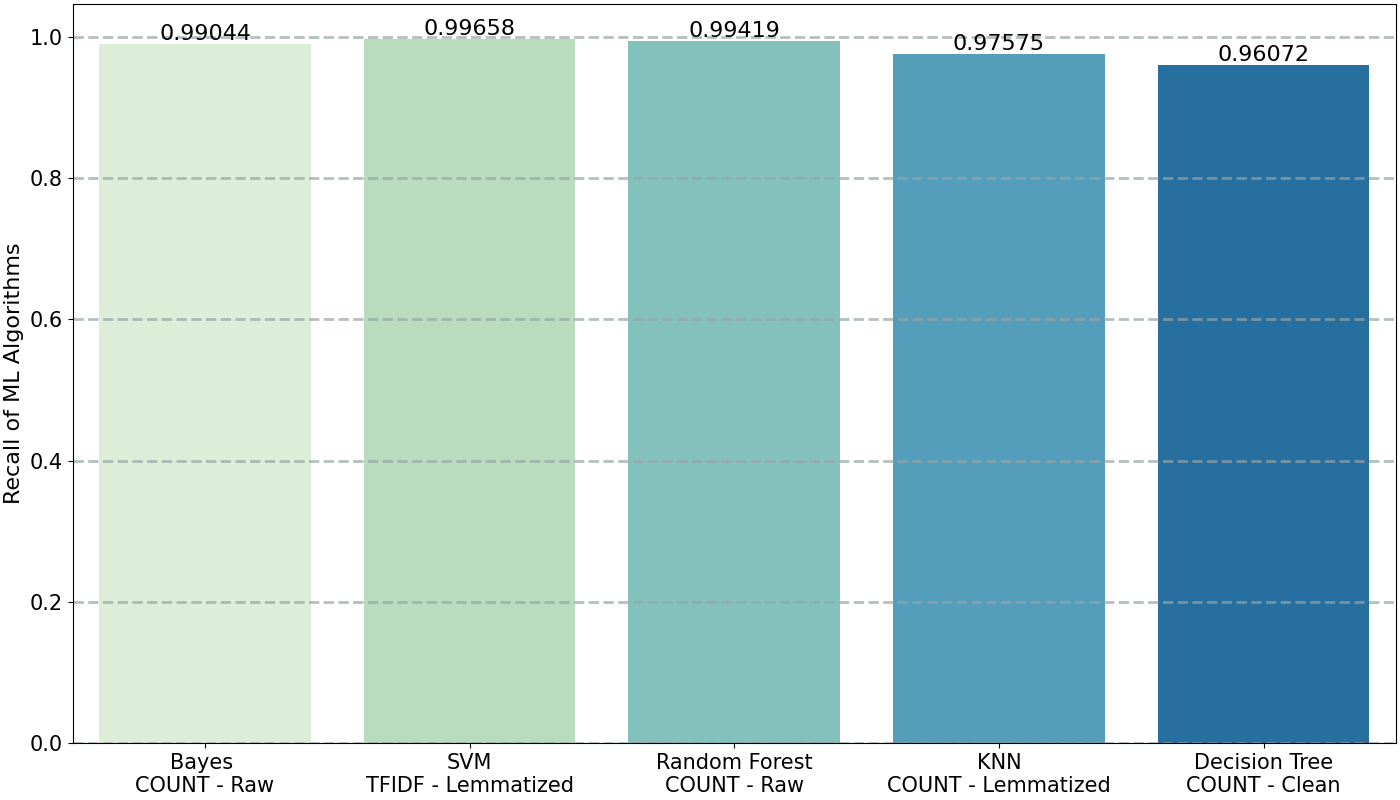 Recall of ML Algorithms
1.0
0.8
0.6
0.4
0.2
0.0
0.99044
0.99658
0.99419
0.97575
0.96072
Bayes
COUNT - Raw
SVM
TFIDF - Lemmatized
Random Forest
COUNT - Raw
KNN
COUNT - Lemmatized
Decision Tree
COUNT - Clean